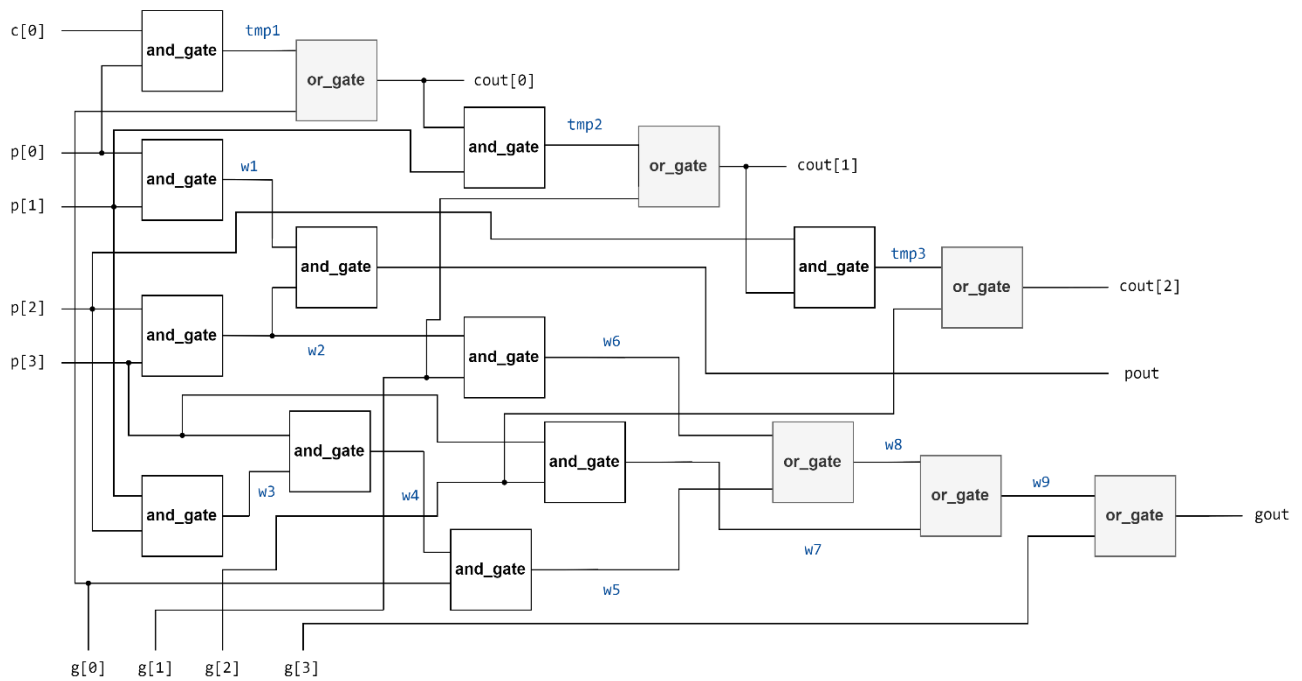 c[0]
and_gate
tmp1
or_gate
cout[0]
p[0]
and_gate
w1
and_gate
tmp2
or_gate
cout[1]
p[1]
and_gate
and_gate
tmp3
or_gate
cout[2]
p[2]
and_gate
w2
and_gate
w6
p[3]
pout
and_gate
and_gate
or_gate
w8
w3
w4
and_gate
or_gate
w9
or_gate
gout
and_gate
w5
w7
g[0]
g[1]
g[2]
g[3]